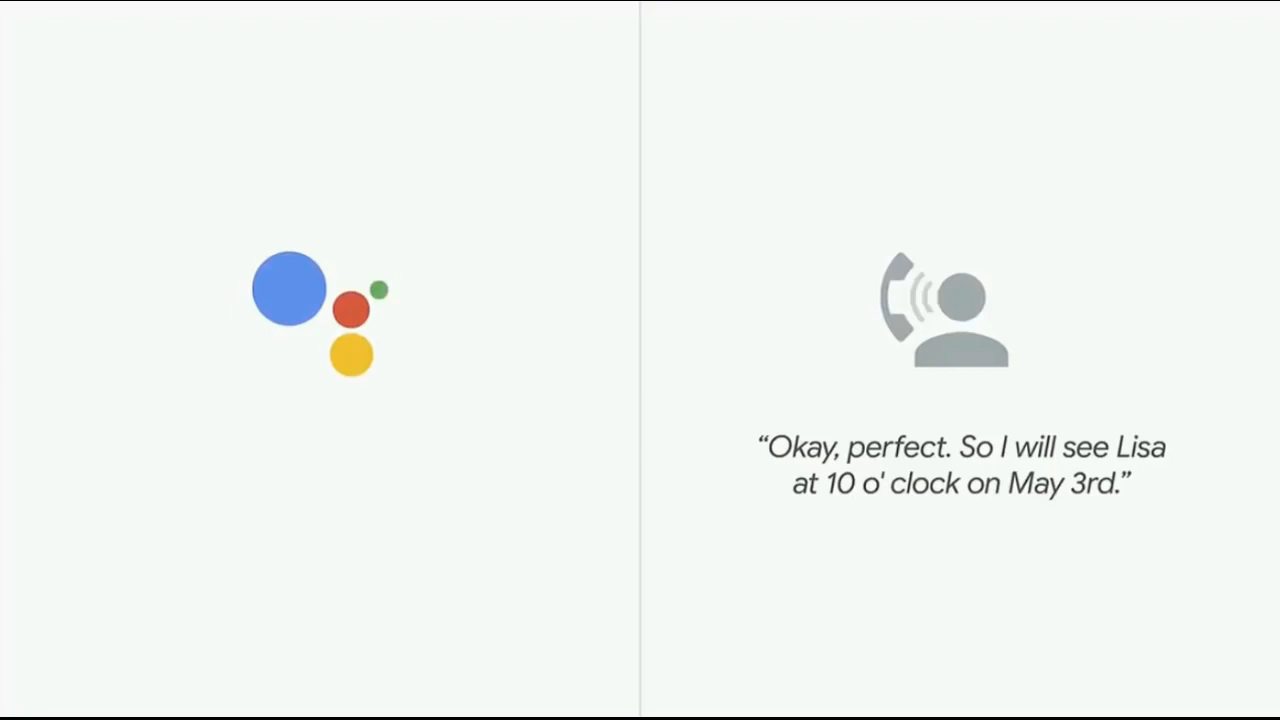 “Okay, perfect. So I will see Lisa
at 10 o' clock on May 3rd.”